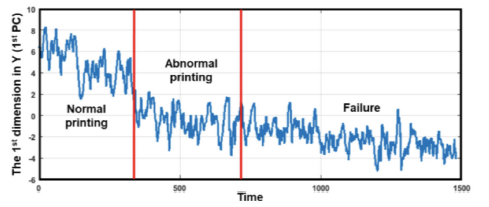 The 1st dimension in Y (1st PC)
10
8
6
4
2
0
-2
-4
-6
Normal
printing
Abnormal
printing
Failure
0
500
1000
1500
Time